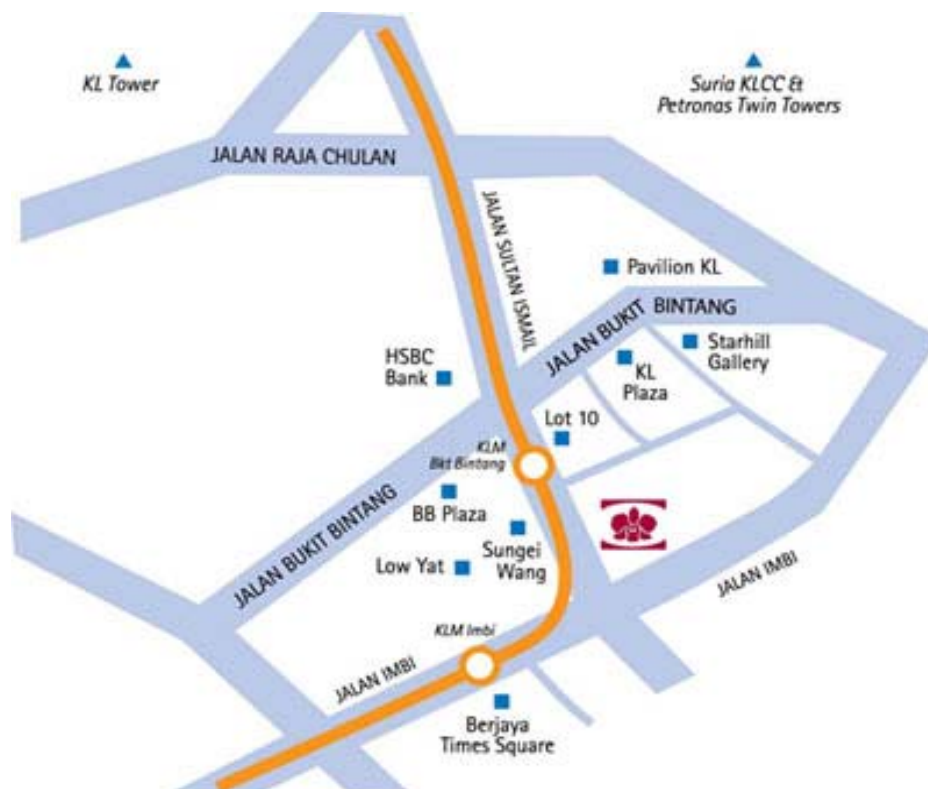 KL Tower
Suria KLCC &
Petronas Twin Towers
JALAN RAJA CHULAN
JALAN SULTAN ISMAIL
Pavilion KL
JALAN BUKIT BINTANG
Starhill
Gallery
HSBC
Bank
KL
Plaza
Lot 10
KLM
Bkt Bintang
BB Plaza
JALAN BUKIT BINTANG
Sungei
Wang
Low Yat
JALAN IMBI
KLM Imbi
JALAN IMBI
Berjaya
Times Square